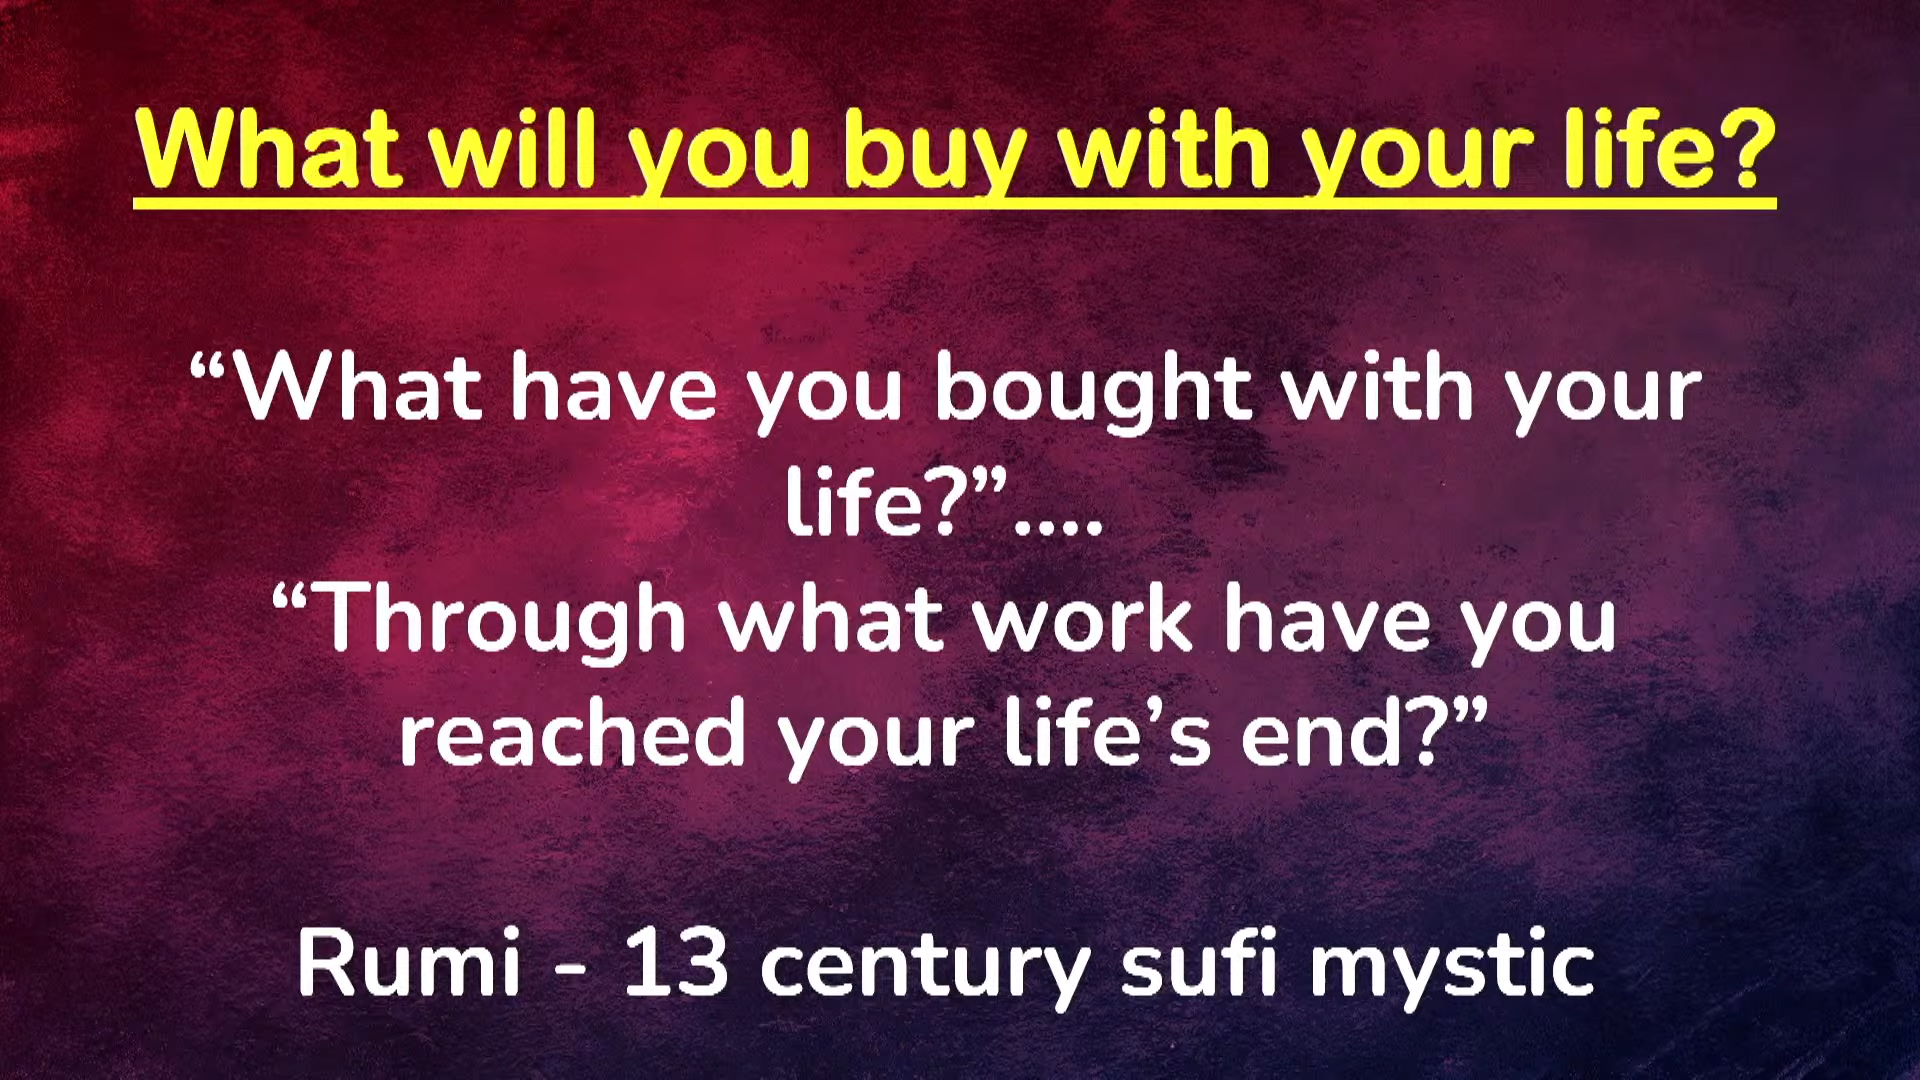 What will you buy with your life?
“What have you bought with your
life?”....
“Through what work have you
reached your life’s end?”
Rumi - 13 century sufi mystic